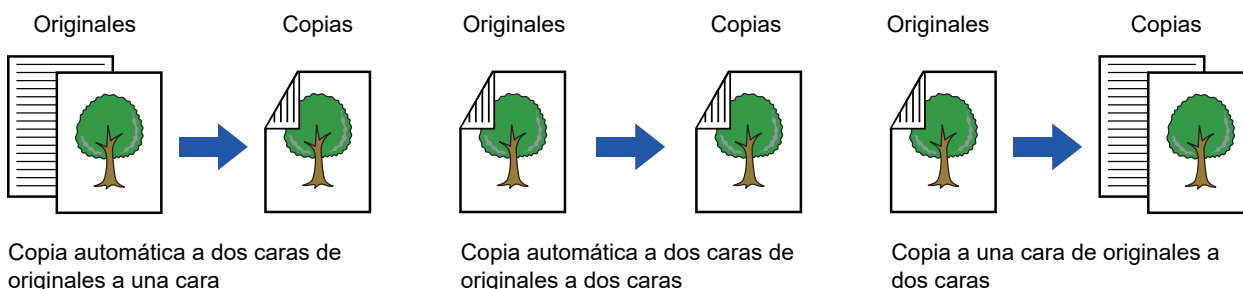 Originales
Copias
Originales
Copias
Originales
Copias
Copia automática a dos caras de
originales a una cara
Copia automática a dos caras de
originales a dos caras
Copia a una cara de originales a
dos caras